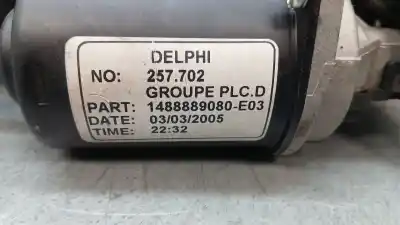 DELPHI
NO: 257.702
GROUPE PLC.D
PART: 1488889080-E03
DATE: 03/03/2005
TIME: 22:32